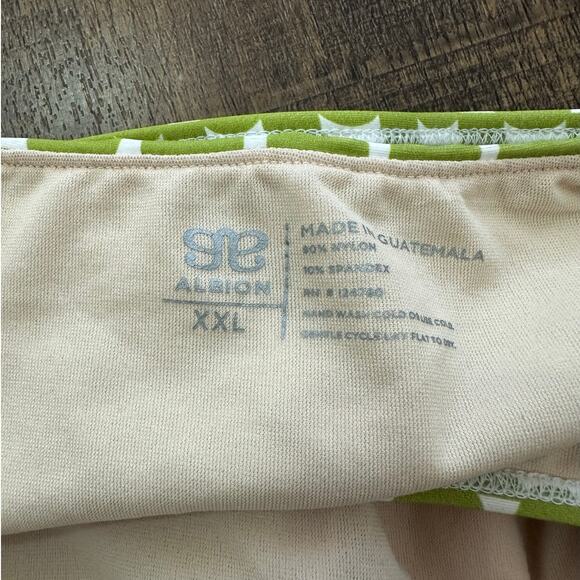 ALBION
XXL
MADE IN GUATEMALA
90% NYLON
10% SPANDEX
RN # 124780
HAND WASH COLD OR USE COLD,
GENTLE CYCLE. LAY FLAT TO DRY.